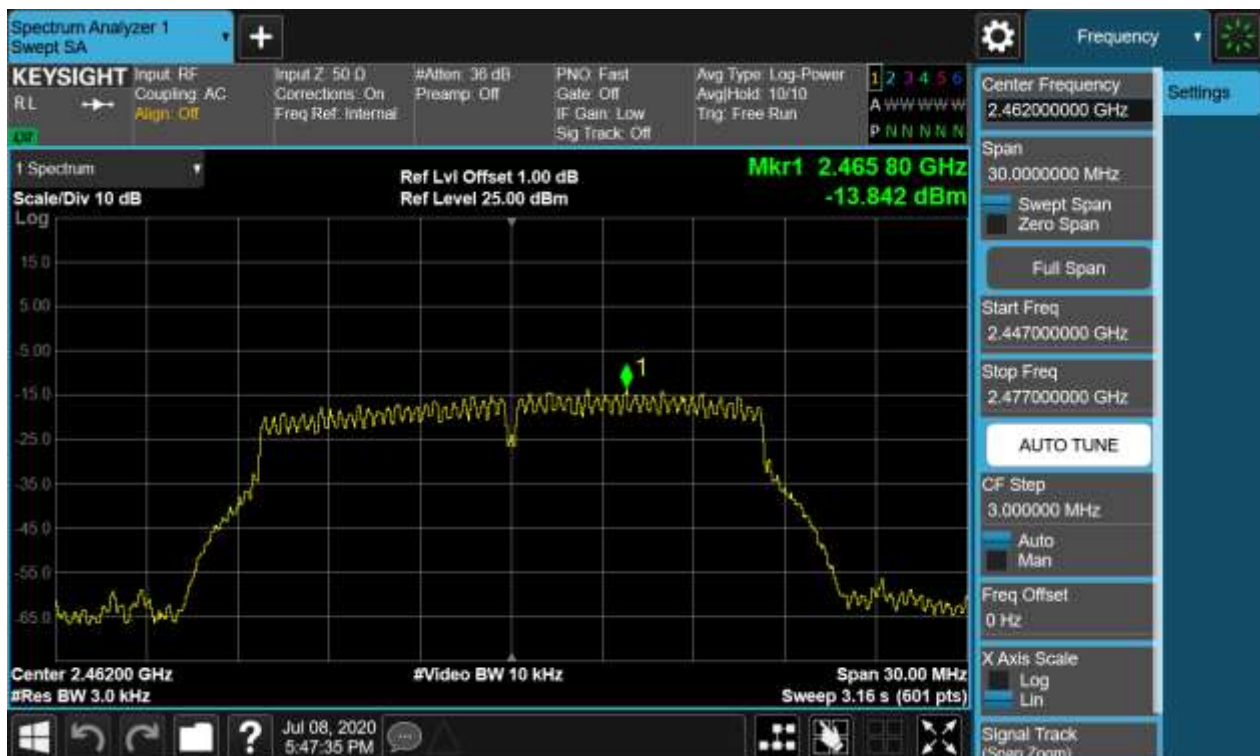 Spectrum Analyzer 1
Swept SA
+
Frequency
KEYSIGHT
RL
Input: RF
Coupling: AC
Align: Off
Input Z: 50 Ω
Corrections: On
Freq Ref: Internal
#Atten: 36 dB
Preamp: Off
PNO: Fast
Gate: Off
IF Gain: Low
Sig Track: Off
Avg Type: Log-Power
Avg|Hold: 10/10
Trig: Free Run
1 2 3 4 5 6
A W W W W W
P N N N N N
1 Spectrum
Scale/Div 10 dB
Log
Ref Lvl Offset 1.00 dB
Ref Level 25.00 dBm
Mkr1 2.465 80 GHz
-13.842 dBm
15.0
5.00
-5.00
-15.0
-25.0
-35.0
-45.0
-55.0
-65.0
1
Center 2.46200 GHz
#Res BW 3.0 kHz
#Video BW 10 kHz
Span 30.00 MHz
Sweep 3.16 s (601 pts)
Center Frequency
2.462000000 GHz
Settings
Span
30.0000000 MHz
Swept Span
Zero Span
Full Span
Start Freq
2.447000000 GHz
Stop Freq
2.477000000 GHz
AUTO TUNE
CF Step
3.000000 MHz
Auto
Man
Freq Offset
0 Hz
X Axis Scale
Log
Lin
Signal Track
(Span Zoom)
?
Jul 08, 2020
5:47:35 PM